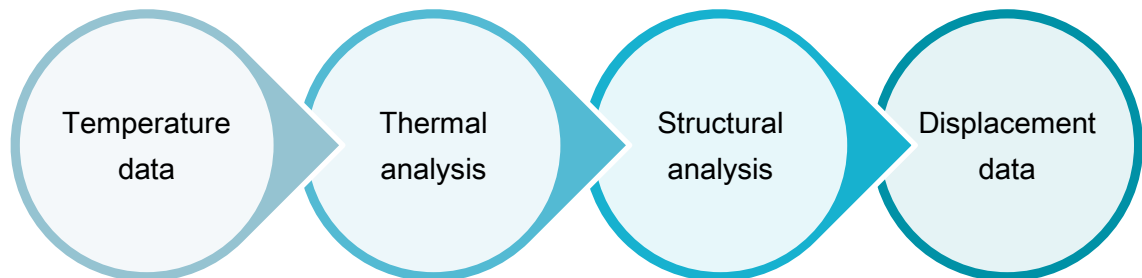 Temperature
data
Thermal
analysis
Structural
analysis
Displacement
data